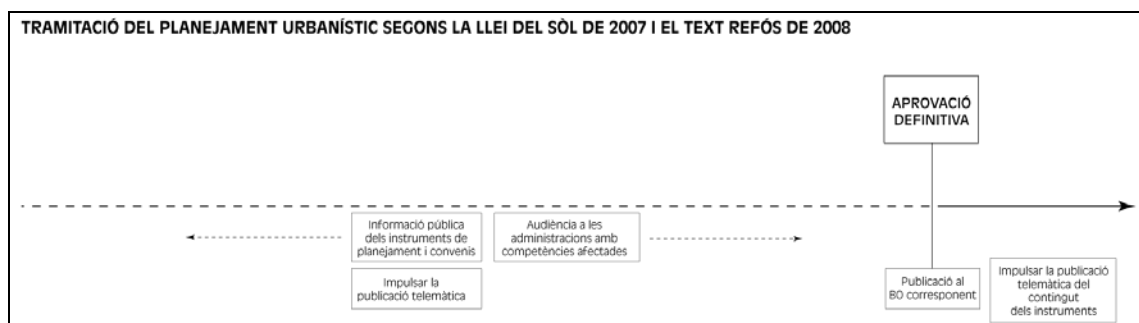 TRAMITACIÓ DEL PLANEJAMENT URBANÍSTIC SEGONS LA LLEI DEL SÒL DE 2007 I EL TEXT REFÓS DE 2008
APROVACIÓ
DEFINITIVA
Informació pública
dels instruments de
planejament i convenis
Audiència a les
administracions amb
competències afectades
Impulsar la
publicació telemàtica
Publicació al
BO corresponent
Impulsar la publicació
telemàtica del
contingut
dels instruments